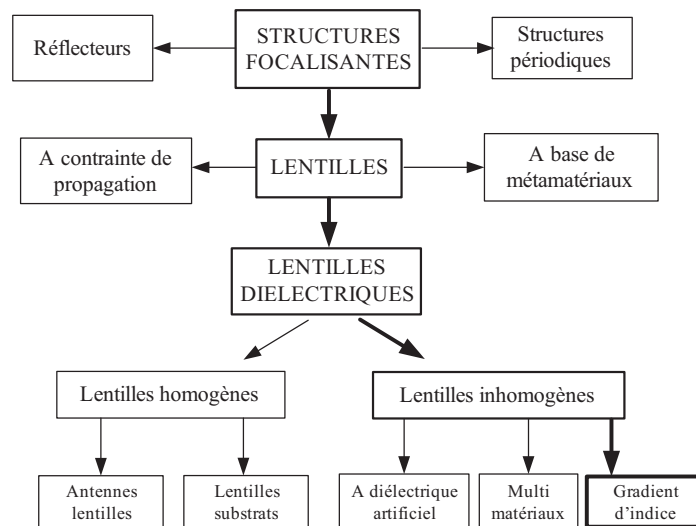 Réflecteurs
STRUCTURES
FOCALISANTES
Structures
périodiques
A contrainte de
propagation
LENTILLES
A base de
métamatériaux
LENTILLES
DIELECTRIQUES
Lentilles homogènes
Lentilles inhomogènes
Antennes
lentilles
Lentilles
substrats
A diélectrique
artificiel
Multi
matériaux
Gradient
d'indice